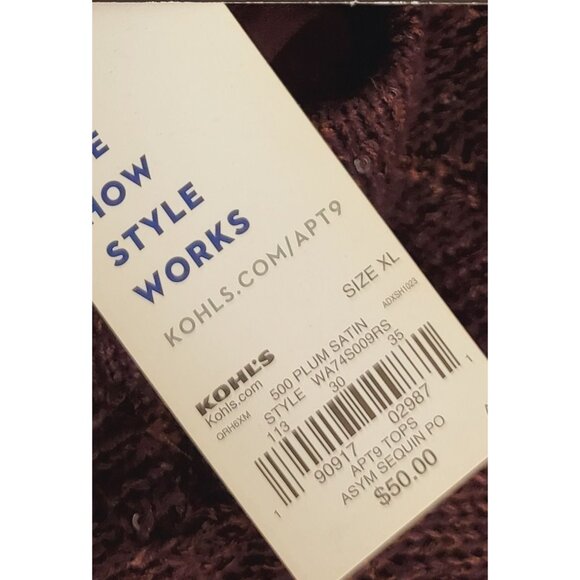 HOW
STYLE
WORKS
KOHLS.COM/APT9
SIZE XL
ADXSH1023
KOHL'S
Kohls.com
QRH6XM
500 PLUM SATIN
STYLE WA74S009RS
113 30 35
1 90917 02987 1
APT9 TOPS
ASYM SEQUIN PO
$50.00